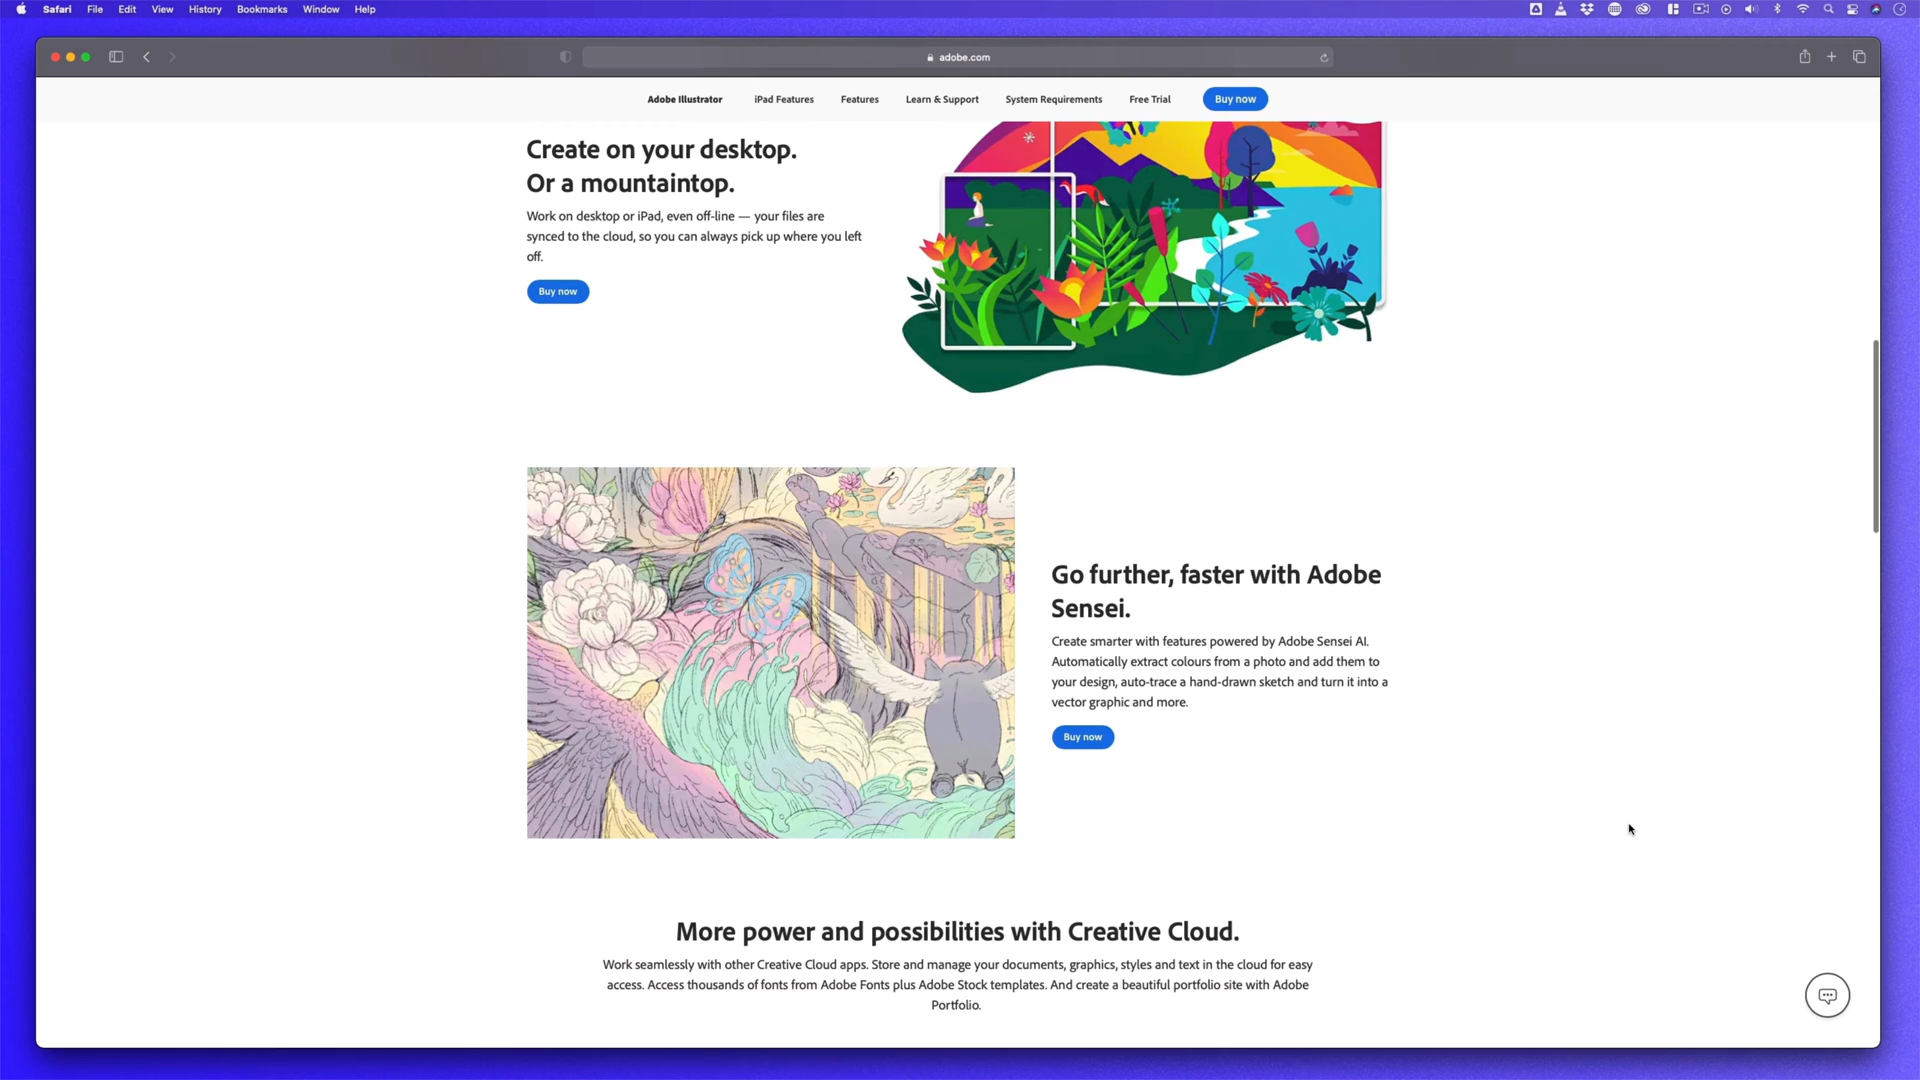 Safari File Edit View History Bookmarks Window Help
adobe.com
Adobe Illustrator iPad Features Features Learn & Support System Requirements Free Trial Buy now
Create on your desktop.
Or a mountaintop.
Work on desktop or iPad, even off-line — your files are
synced to the cloud, so you can always pick up where you left
off.
Buy now
Go further, faster with Adobe
Sensei.
Create smarter with features powered by Adobe Sensei AI.
Automatically extract colours from a photo and add them to
your design, auto-trace a hand-drawn sketch and turn it into a
vector graphic and more.
Buy now
More power and possibilities with Creative Cloud.
Work seamlessly with other Creative Cloud apps. Store and manage your documents, graphics, styles and text in the cloud for easy
access. Access thousands of fonts from Adobe Fonts plus Adobe Stock templates. And create a beautiful portfolio site with Adobe
Portfolio.